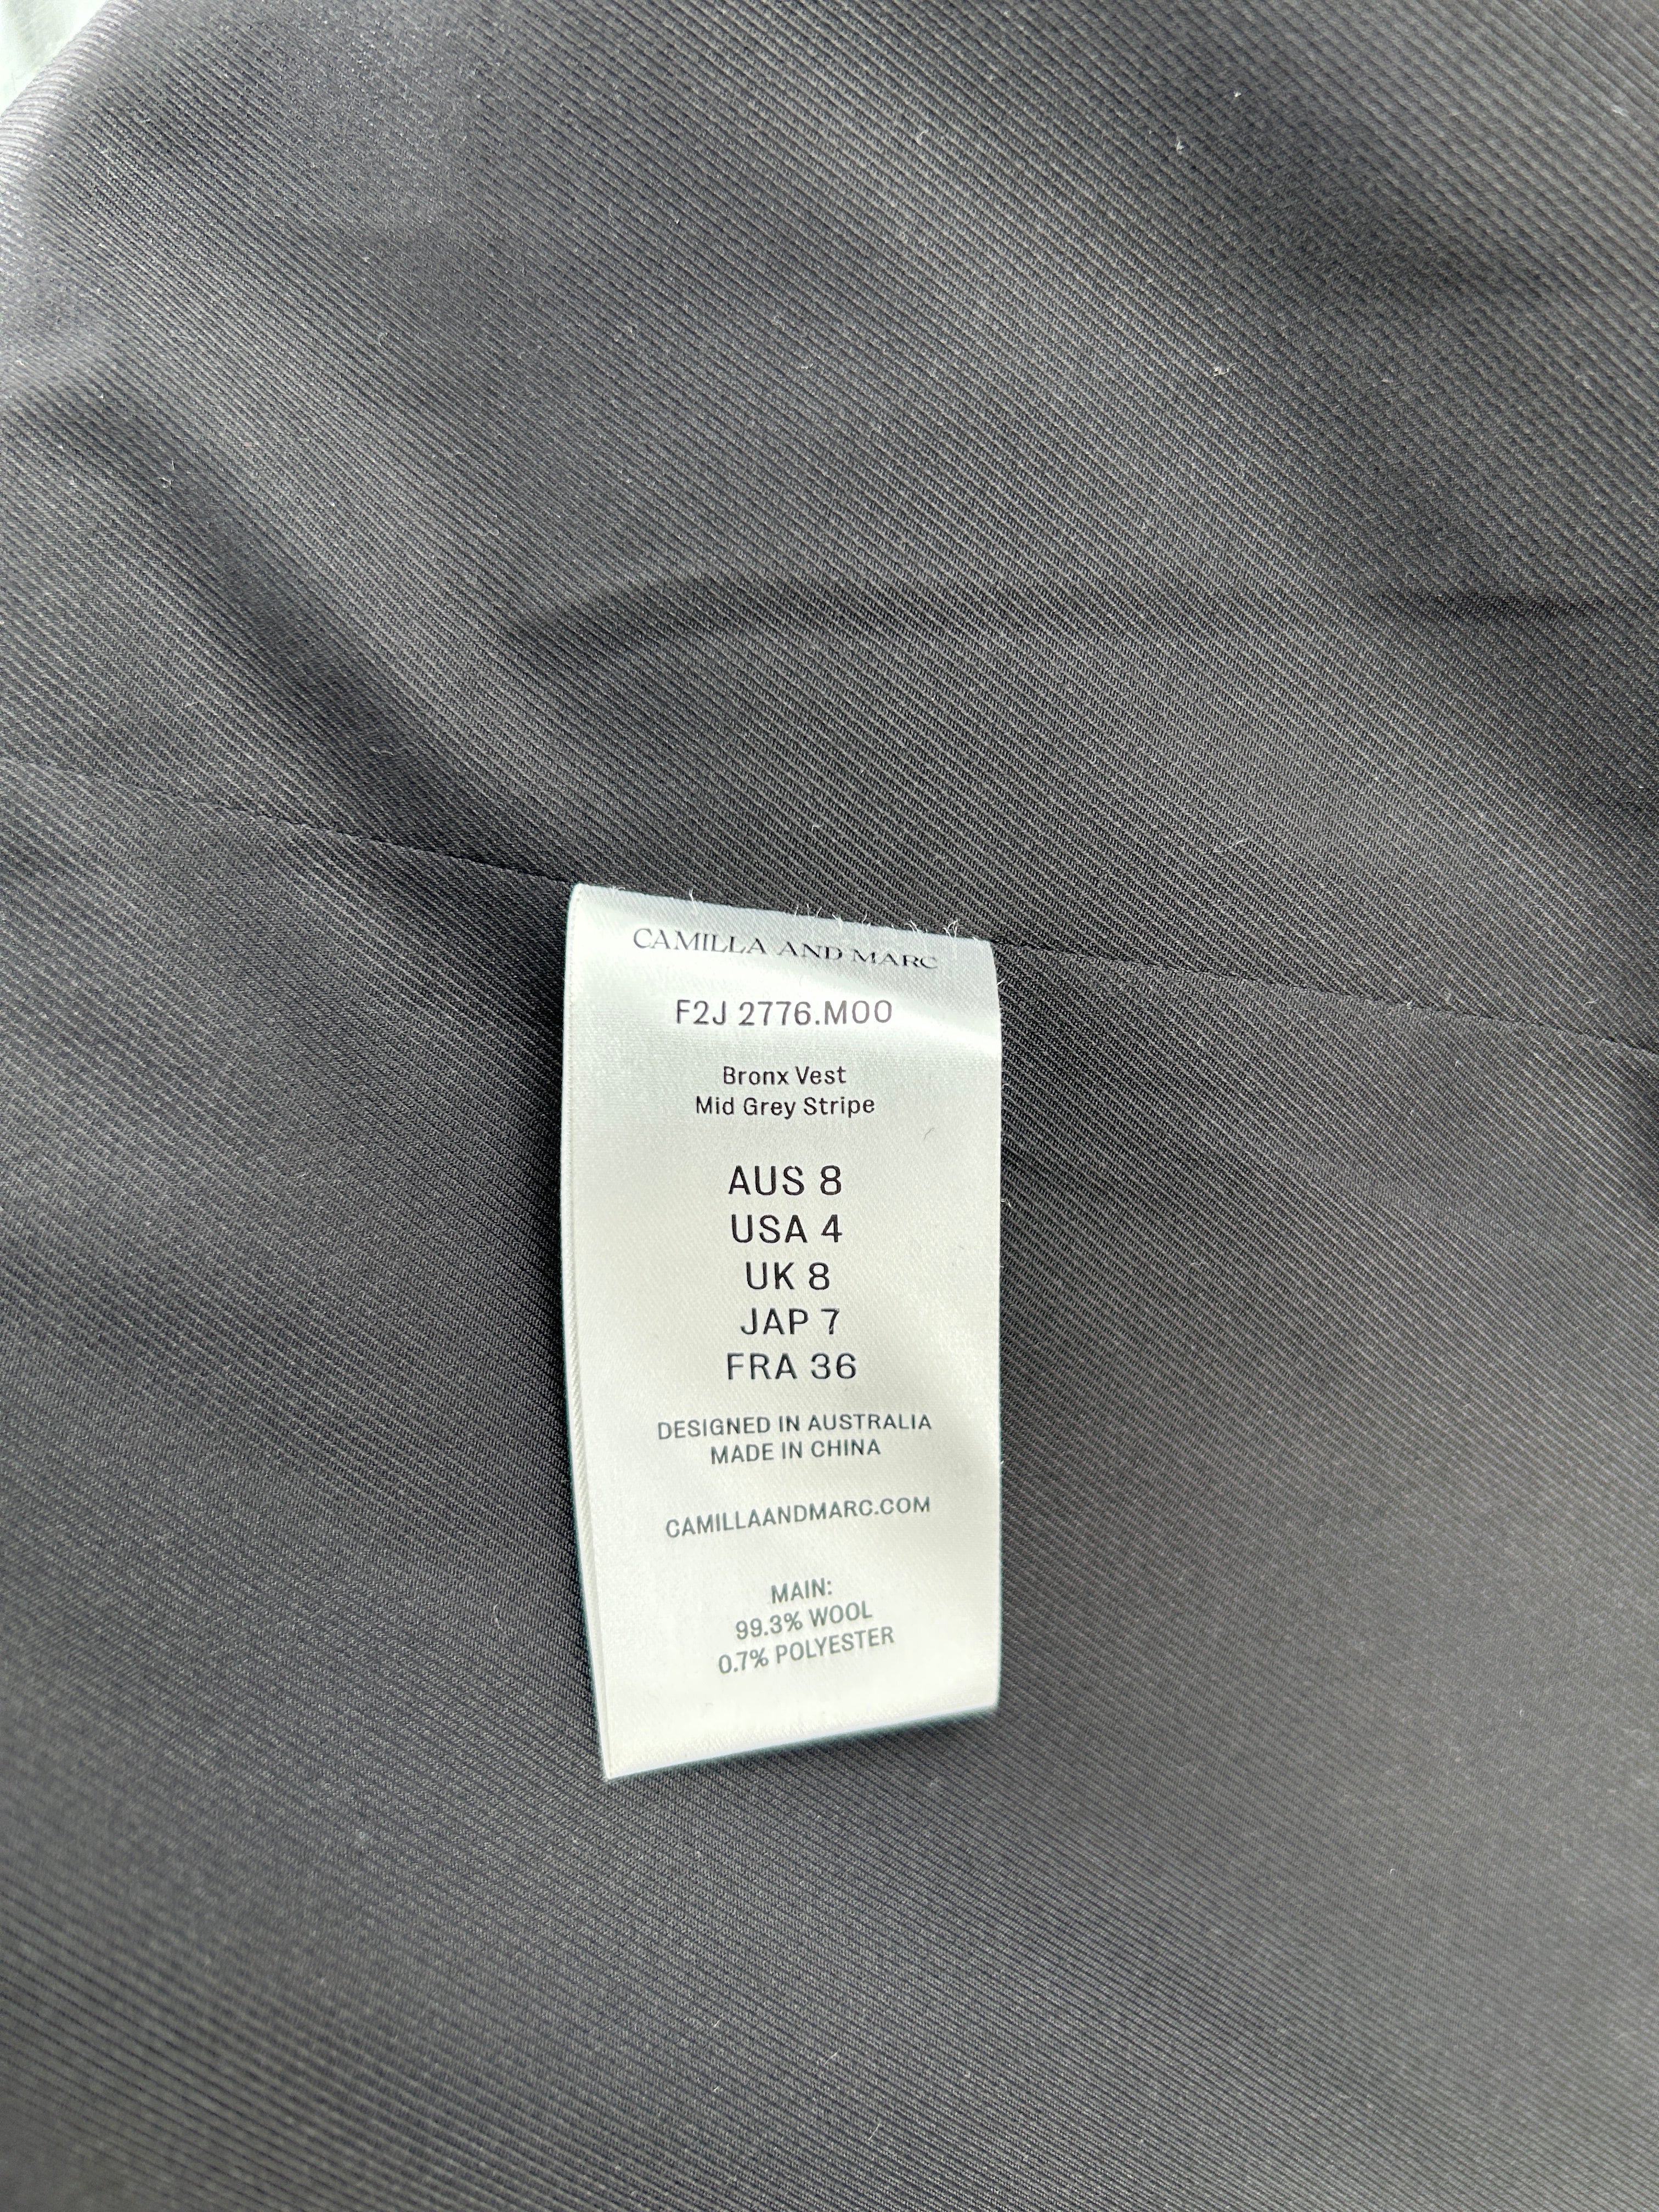 CAMILLA AND MARC
F2J 2776.M00
Bronx Vest
Mid Grey Stripe
AUS 8
USA 4
UK 8
JAP 7
FRA 36
DESIGNED IN AUSTRALIA
MADE IN CHINA
CAMILLAANDMARC.COM
MAIN:
99.3% WOOL
0.7% POLYESTER